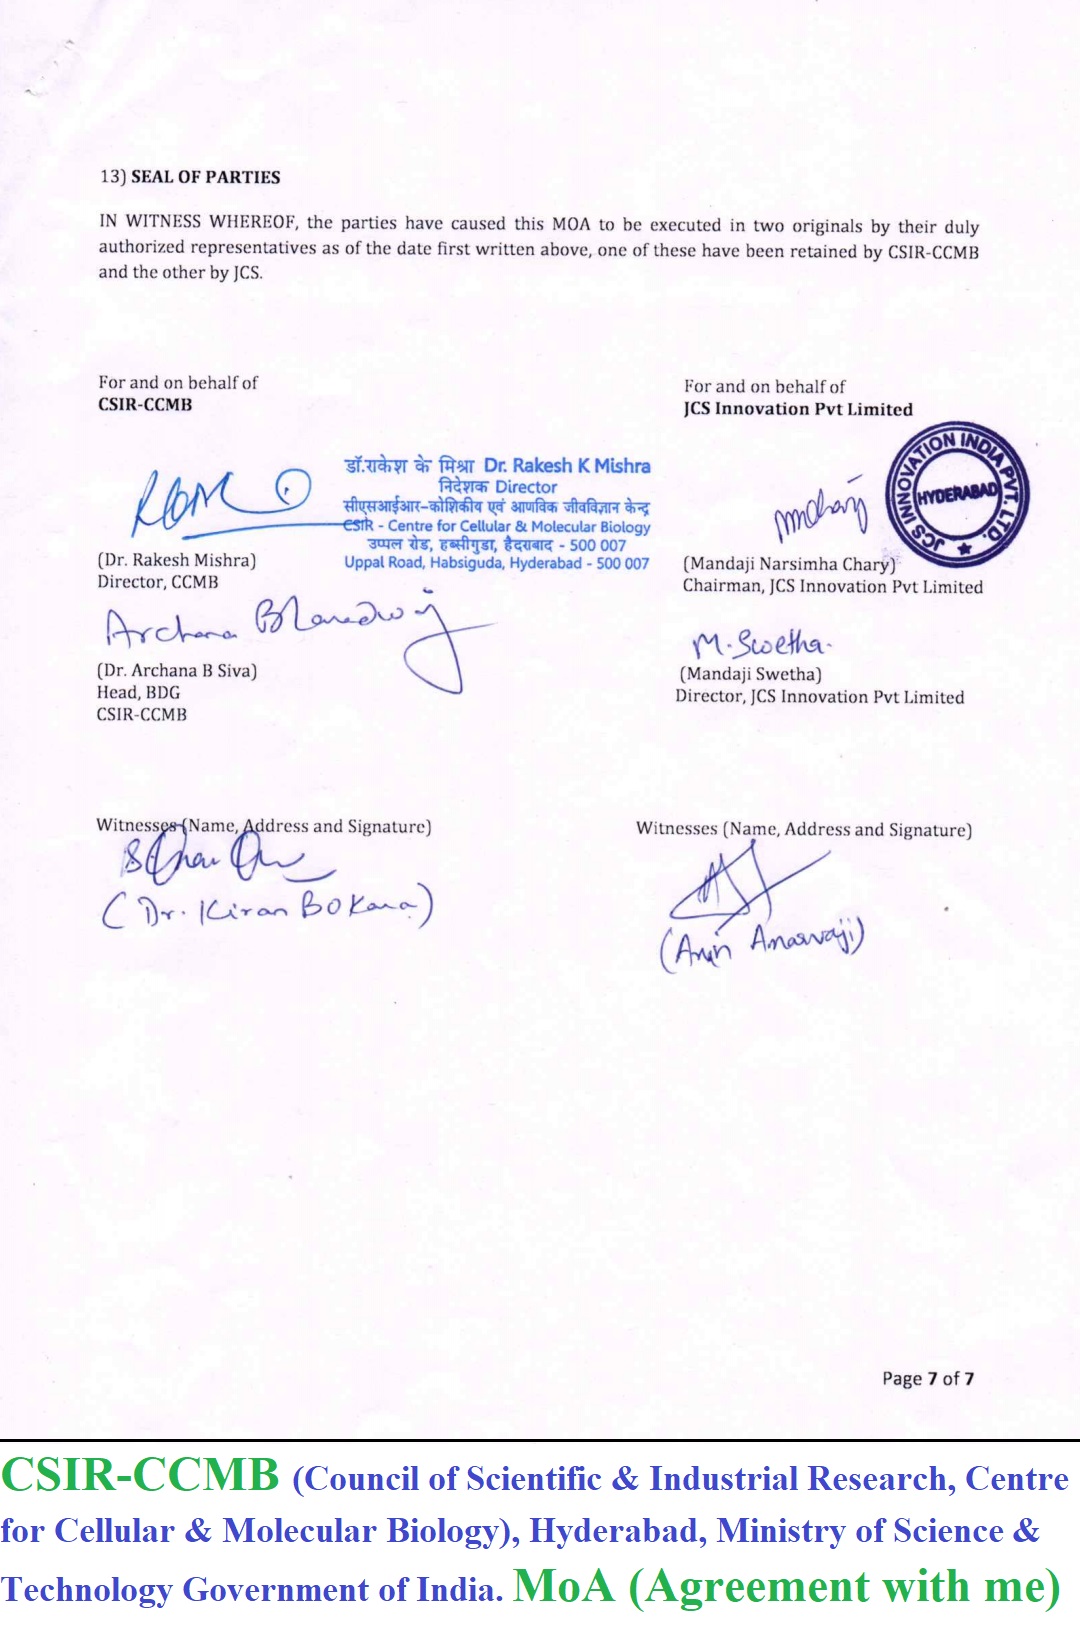 13) SEAL OF PARTIES
IN WITNESS WHEREOF, the parties have caused this MOA to be executed in two originals by their duly
authorized representatives as of the date first written above, one of these have been retained by CSIR-CCMB
and the other by JCS.
For and on behalf of
CSIR-CCMB
डॉ.राकेश के मिश्रा Dr. Rakesh K Mishra
निदेशक Director
सीएसआईआर-कोशिकीय एवं आणविक जीवविज्ञान केन्द्र
CSIR - Centre for Cellular & Molecular Biology
उप्पल रोड, हब्सीगुडा, हैदराबाद - 500 007
Uppal Road, Habsiguda, Hyderabad - 500 007
(Dr. Rakesh Mishra)
Director, CCMB
Archana Bharadwaj
(Dr. Archana B Siva)
Head, BDG
CSIR-CCMB
For and on behalf of
JCS Innovation Pvt Limited
JCS INNOVATION INDIA PVT. LTD.
HYDERABAD
(Mandaji Narsimha Chary)
Chairman, JCS Innovation Pvt Limited
M. Swetha.
(Mandaji Swetha)
Director, JCS Innovation Pvt Limited
Witnesses (Name, Address and Signature)
(Dr. Kiran BOKara)
Witnesses (Name, Address and Signature)
Page 7 of 7
CSIR-CCMB (Council of Scientific & Industrial Research, Centre
for Cellular & Molecular Biology), Hyderabad, Ministry of Science &
Technology Government of India. MoA (Agreement with me)